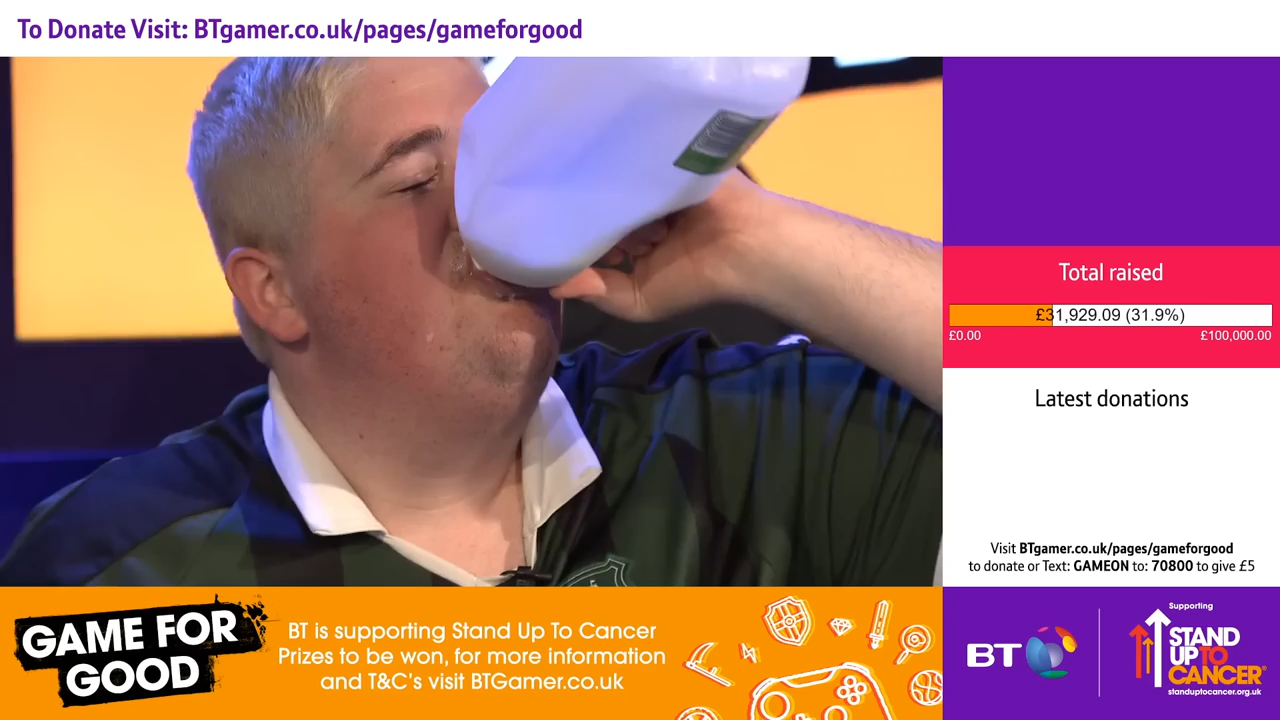 To Donate Visit: BTgamer.co.uk/pages/gameforgood
Total raised
£31,929.09 (31.9%)
£0.00 £100,000.00
Latest donations
Visit BTgamer.co.uk/pages/gameforgood
to donate or Text: GAMEON to: 70800 to give £5
GAME FOR
GOOD
BT is supporting Stand Up To Cancer
Prizes to be won, for more information
and T&C's visit BTGamer.co.uk
BT
Supporting
STAND
UP TO
CANCER
standuptocancer.org.uk